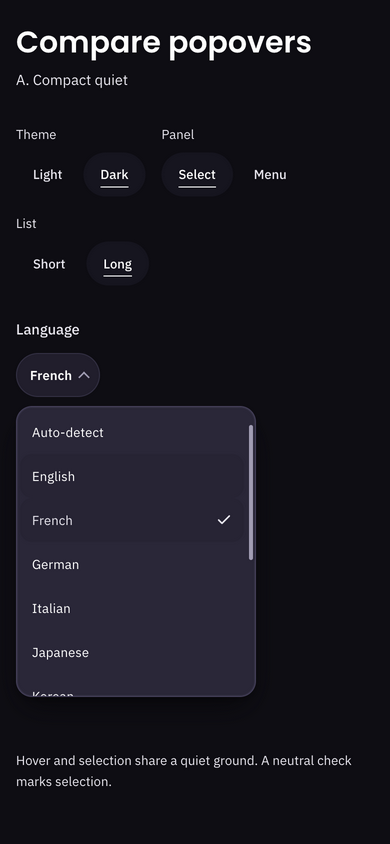 Compare popovers
A. Compact quiet
Theme
Panel
Light
Dark
Select
Menu
List
Short
Long
Language
French
Auto-detect
English
French
German
Italian
Japanese
Korean
Hover and selection share a quiet ground. A neutral check
marks selection.